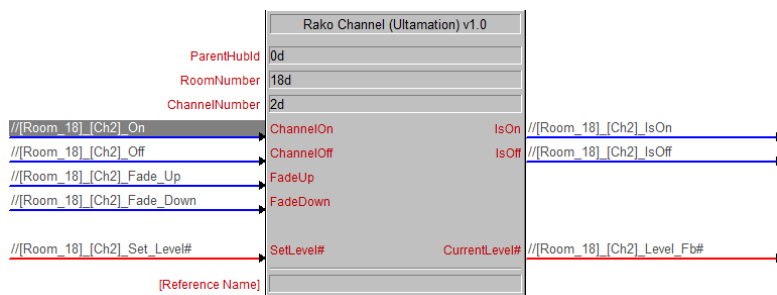 Rako Channel (Ultamation) v1.0
ParentHubId 0d
RoomNumber 18d
ChannelNumber 2d
//[Room_18]_[Ch2]_On ChannelOn IsOn //[Room_18]_[Ch2]_IsOn
//[Room_18]_[Ch2]_Off ChannelOff IsOff //[Room_18]_[Ch2]_IsOff
//[Room_18]_[Ch2]_Fade_Up FadeUp
//[Room_18]_[Ch2]_Fade_Down FadeDown
//[Room_18]_[Ch2]_Set_Level# SetLevel# CurrentLevel# //[Room_18]_[Ch2]_Level_Fb#
[Reference Name]